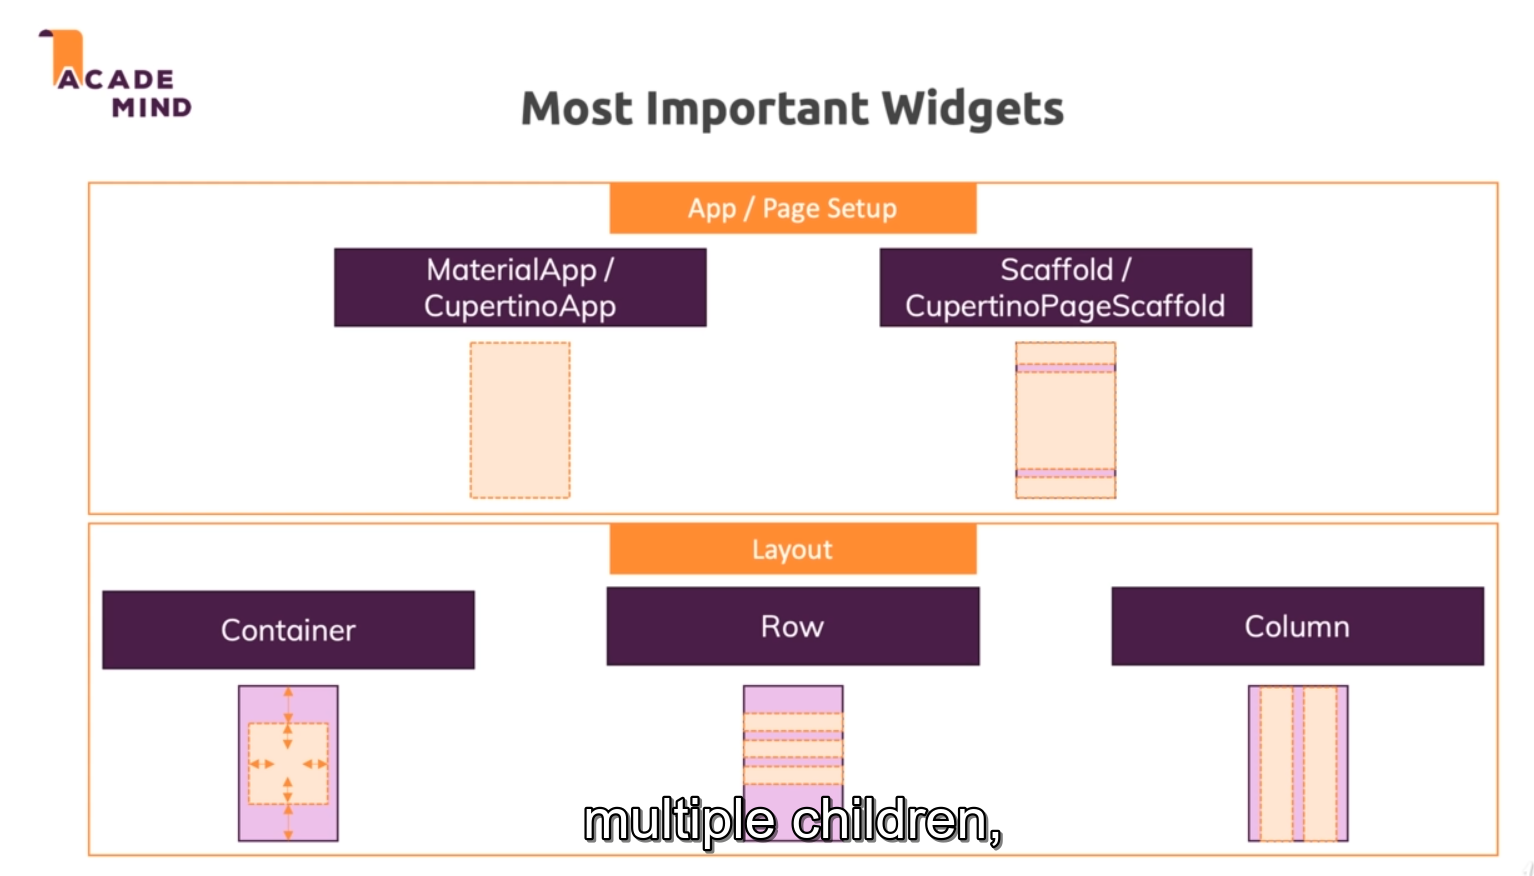 ACADE
MIND
Most Important Widgets
App / Page Setup
MaterialApp /
CupertinoApp
Scaffold /
CupertinoPageScaffold
Layout
Container
Row
Column
multiple children,